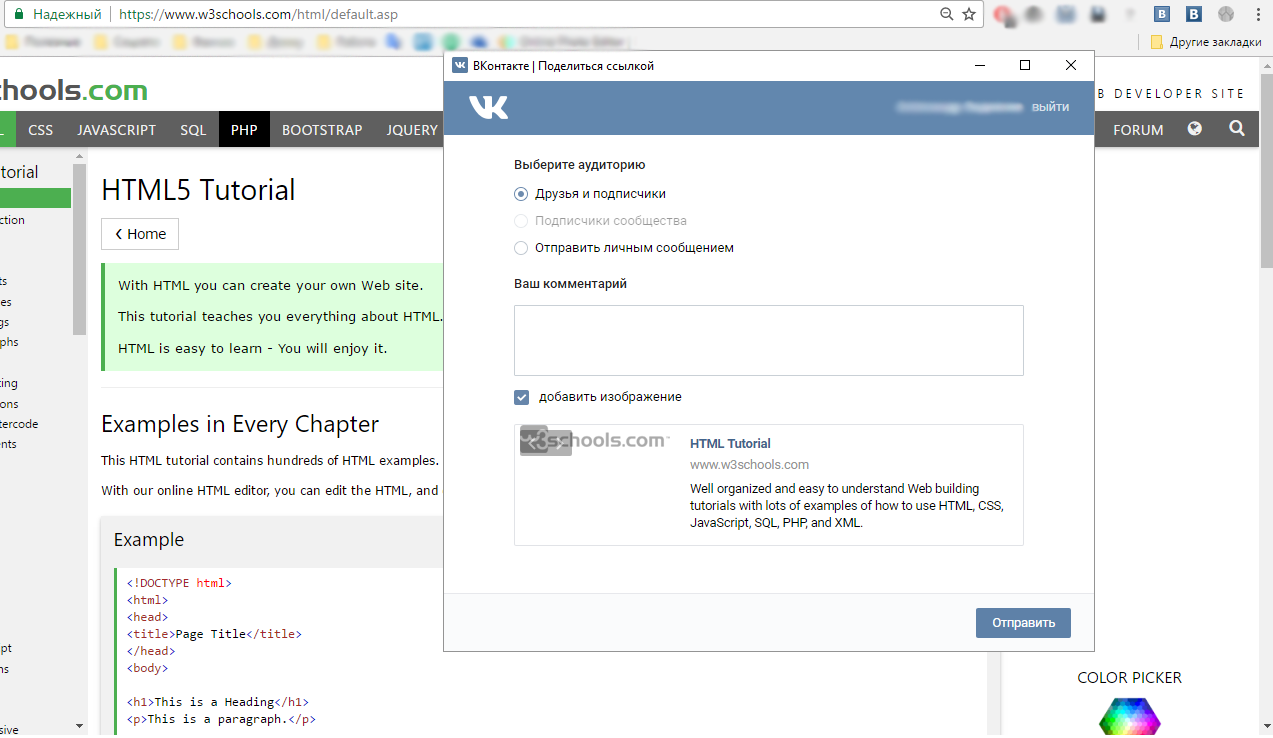 Надежный
https://www.w3schools.com/html/default.asp
Online Photo Editor
Другие закладки
ВКонтакте | Поделиться ссылкой
hools.com
B DEVELOPER SITE
CSS JAVASCRIPT SQL PHP BOOTSTRAP JQUERY
FORUM
выйти
torial
ction
ts
es
gs
phs
ing
ons
tercode
ents
pt
ns
sive
HTML5 Tutorial
Home
With HTML you can create your own Web site.
This tutorial teaches you everything about HTML.
HTML is easy to learn - You will enjoy it.
Examples in Every Chapter
This HTML tutorial contains hundreds of HTML examples.
With our online HTML editor, you can edit the HTML, and
Example
<!DOCTYPE html>
<html>
<head>
<title>Page Title</title>
</head>
<body>
<h1>This is a Heading</h1>
<p>This is a paragraph.</p>
Выберите аудиторию
Друзья и подписчики
Подписчики сообщества
Отправить личным сообщением
Ваш комментарий
добавить изображение
w3schools.com
HTML Tutorial
www.w3schools.com
Well organized and easy to understand Web building
tutorials with lots of examples of how to use HTML, CSS,
JavaScript, SQL, PHP, and XML.
Отправить
COLOR PICKER